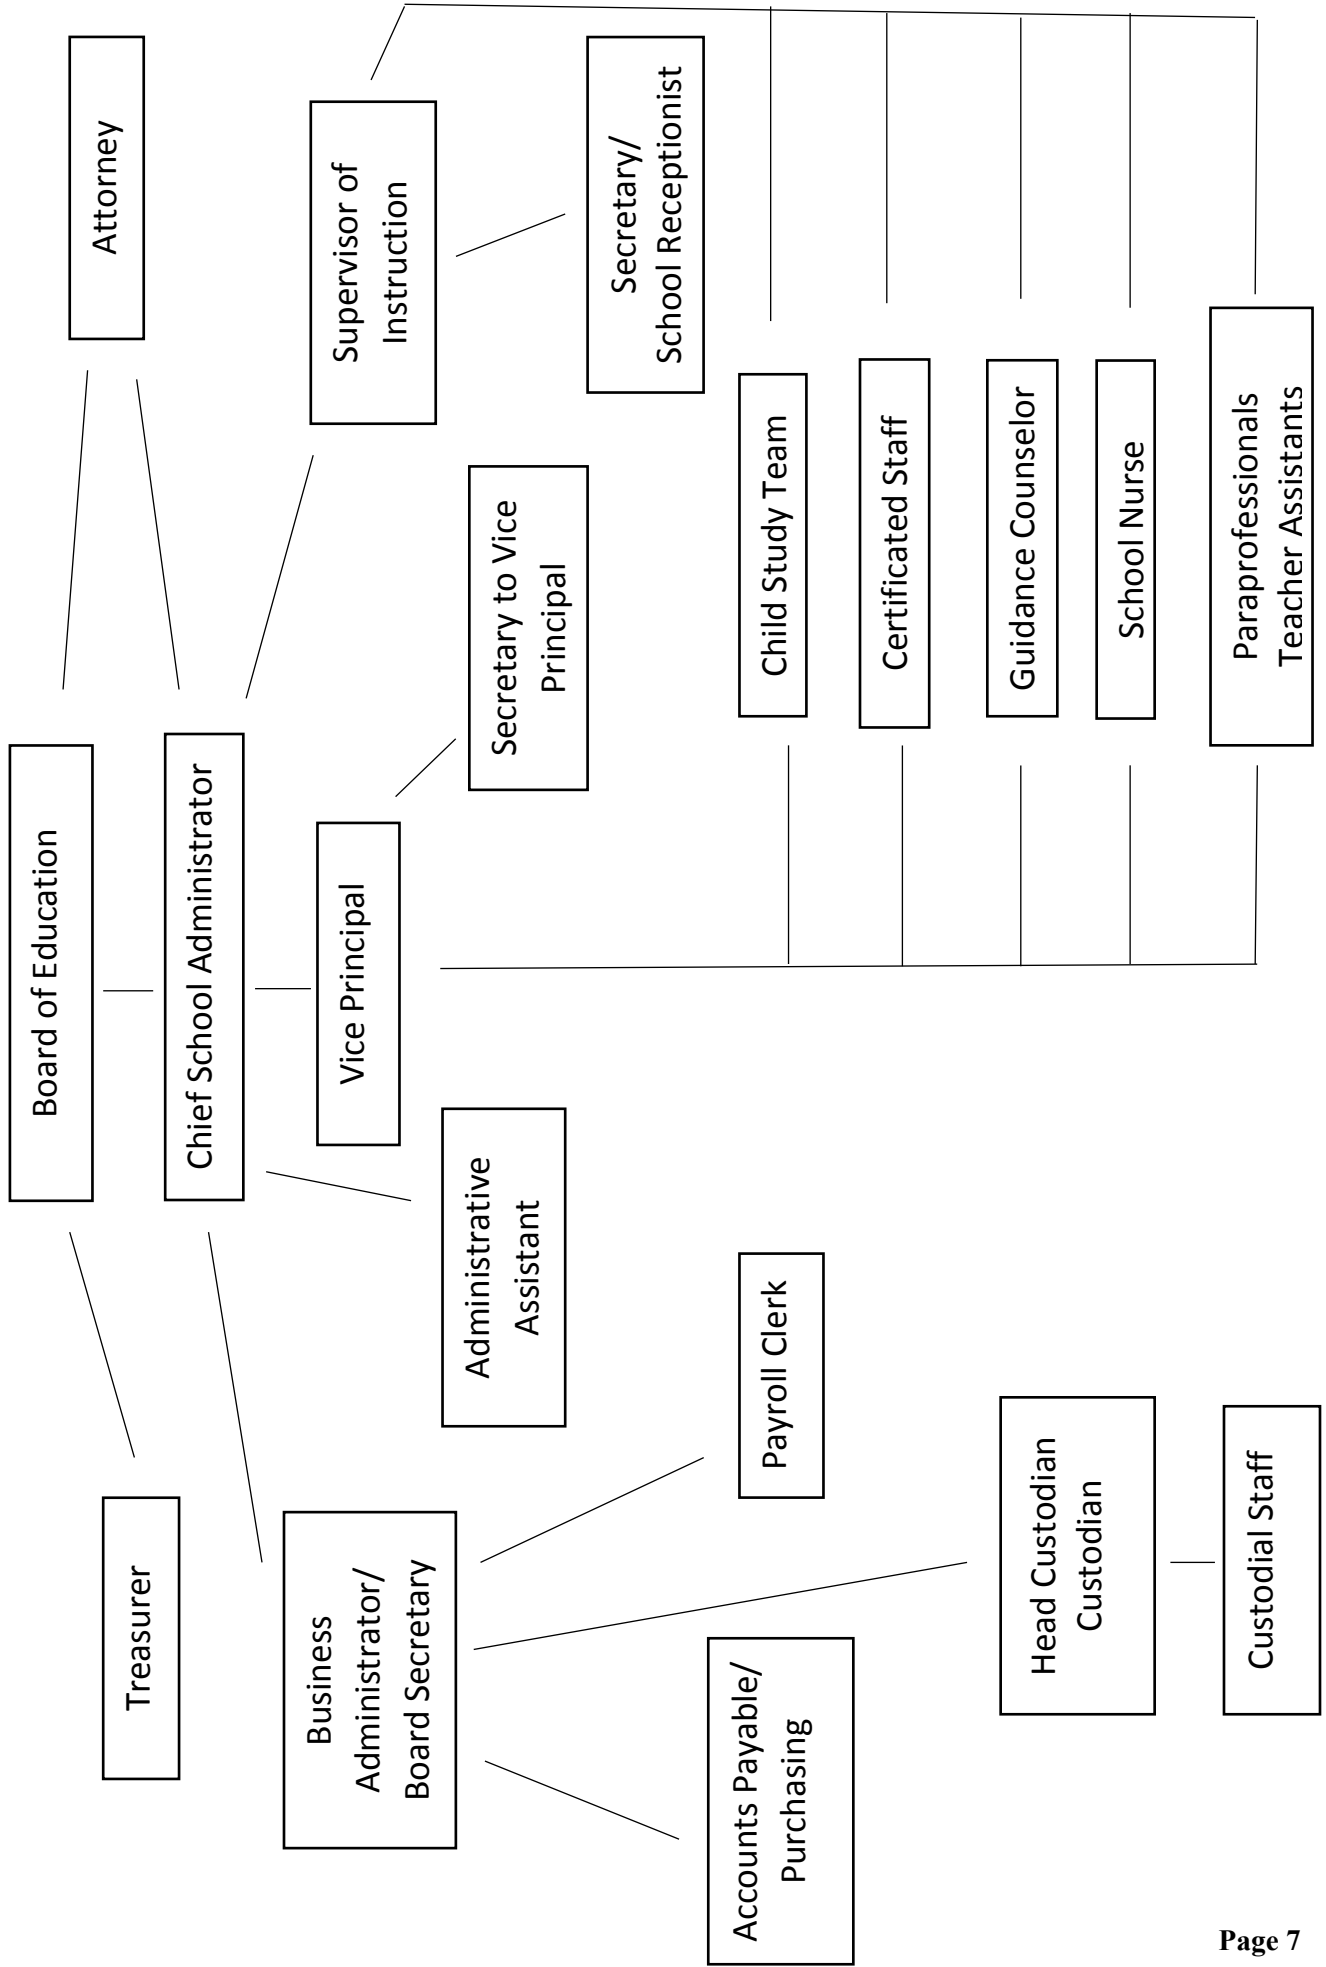 Board of Education
Attorney
Treasurer
Chief School Administrator
Business
Administrator/
Board Secretary
Vice Principal
Supervisor of
Instruction
Administrative
Assistant
Secretary to Vice
Principal
Secretary/
School Receptionist
Accounts Payable/
Purchasing
Payroll Clerk
Child Study Team
Certificated Staff
Guidance Counselor
School Nurse
Paraprofessionals
Teacher Assistants
Head Custodian
Custodian
Custodial Staff
Page 7